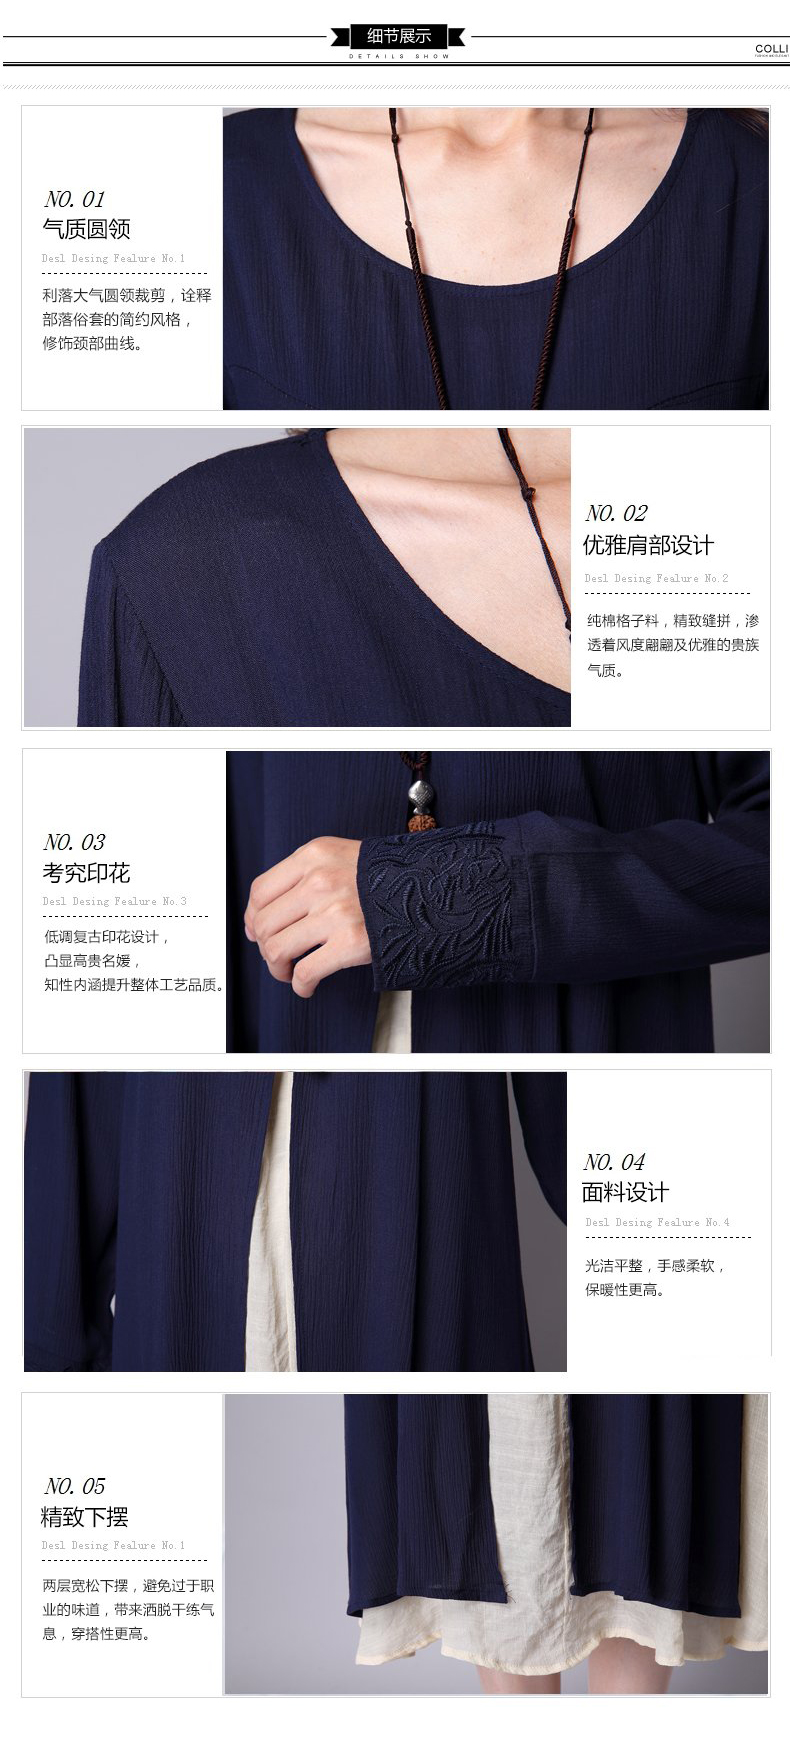 细节展示
DETAILS SHOW
COLLI
NO. 01
气质圆领
Desl Desing Fealure No.1
利落大气圆领裁剪，诠释
部落俗套的简约风格，
修饰颈部曲线。
NO. 02
优雅肩部设计
Desl Desing Fealure No.2
纯棉格子料，精致缝拼，渗
透着风度翩翩及优雅的贵族
气质。
NO. 03
考究印花
Desl Desing Fealure No.3
低调复古印花设计，
凸显高贵名媛，
知性内涵提升整体工艺品质。
NO. 04
面料设计
Desl Desing Fealure No.4
光洁平整，手感柔软，
保暖性更高。
NO. 05
精致下摆
Desl Desing Fealure No.1
两层宽松下摆，避免过于职
业的味道，带来洒脱干练气
息，穿搭性更高。